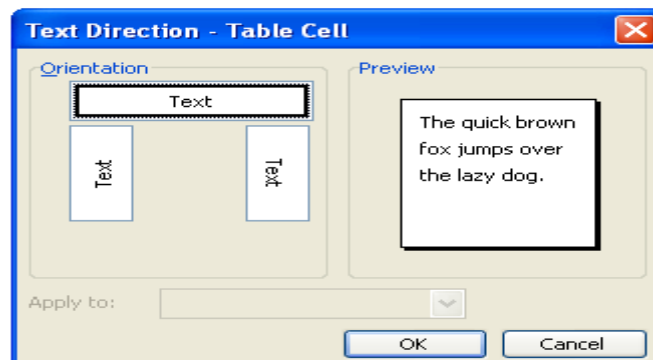 Text Direction - Table Cell
Orientation
Preview
Text
Text
Text
The quick brown
fox jumps over
the lazy dog.
Apply to:
OK
Cancel